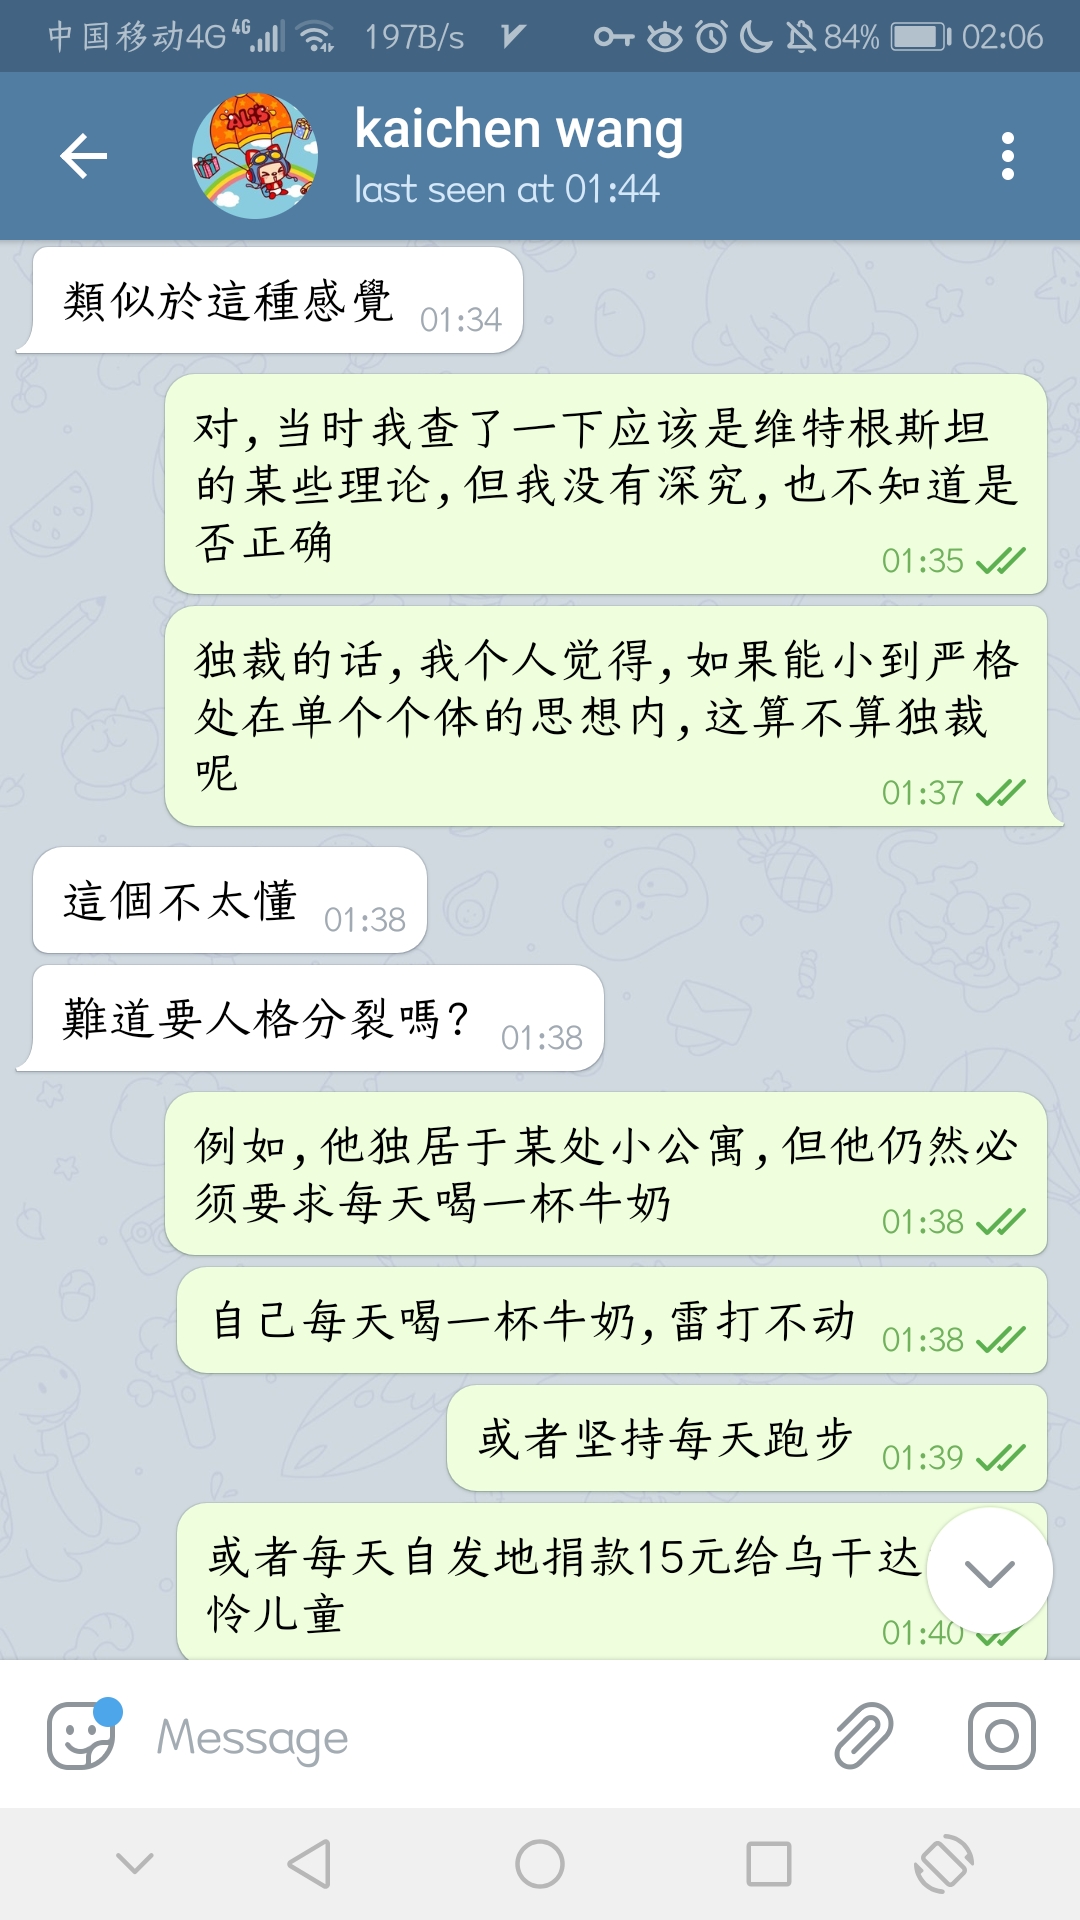 中国移动4G 4G 197B/s 84% 02:06
ALI'S
kaichen wang
last seen at 01:44
類似於這種感覺 01:34
对,当时我查了一下应该是维特根斯坦
的某些理论,但我没有深究,也不知道是
否正确
01:35
独裁的话,我个人觉得,如果能小到严格
处在单个个体的思想内,这算不算独裁
呢
01:37
這個不太懂 01:38
難道要人格分裂嗎? 01:38
例如,他独居于某处小公寓,但他仍然必
须要求每天喝一杯牛奶
01:38
自己每天喝一杯牛奶,雷打不动 01:38
或者坚持每天跑步 01:39
或者每天自发地捐款15元给乌干达
怜儿童
01:40
Message